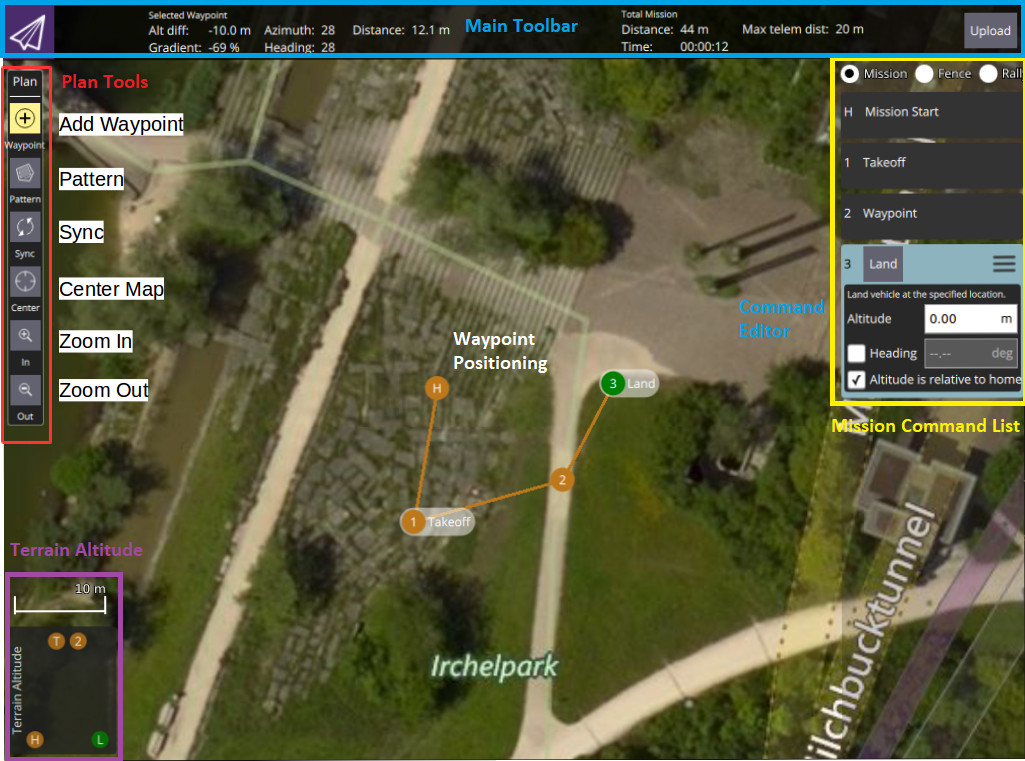 Selected Waypoint
Alt diff: -10.0 m Azimuth: 28 Distance: 12.1 m
Gradient: -69 % Heading: 28
Main Toolbar
Total Mission
Distance: 44 m Max telem dist: 20 m
Time: 00:00:12
Upload
Plan
Plan Tools
Waypoint
Add Waypoint
Pattern
Pattern
Sync
Sync
Center
Center Map
In
Zoom In
Out
Zoom Out
Mission Fence Rall
H Mission Start
1 Takeoff
2 Waypoint
3 Land
Land vehicle at the specified location.
Altitude 0.00 m
Heading --.-- deg
Altitude is relative to home
Command
Editor
Mission Command List
Waypoint
Positioning
H
3 Land
2
1 Takeoff
Terrain Altitude
10 m
T 2
Terrain Altitude
H L
Irchelpark
ilchbucktunnel